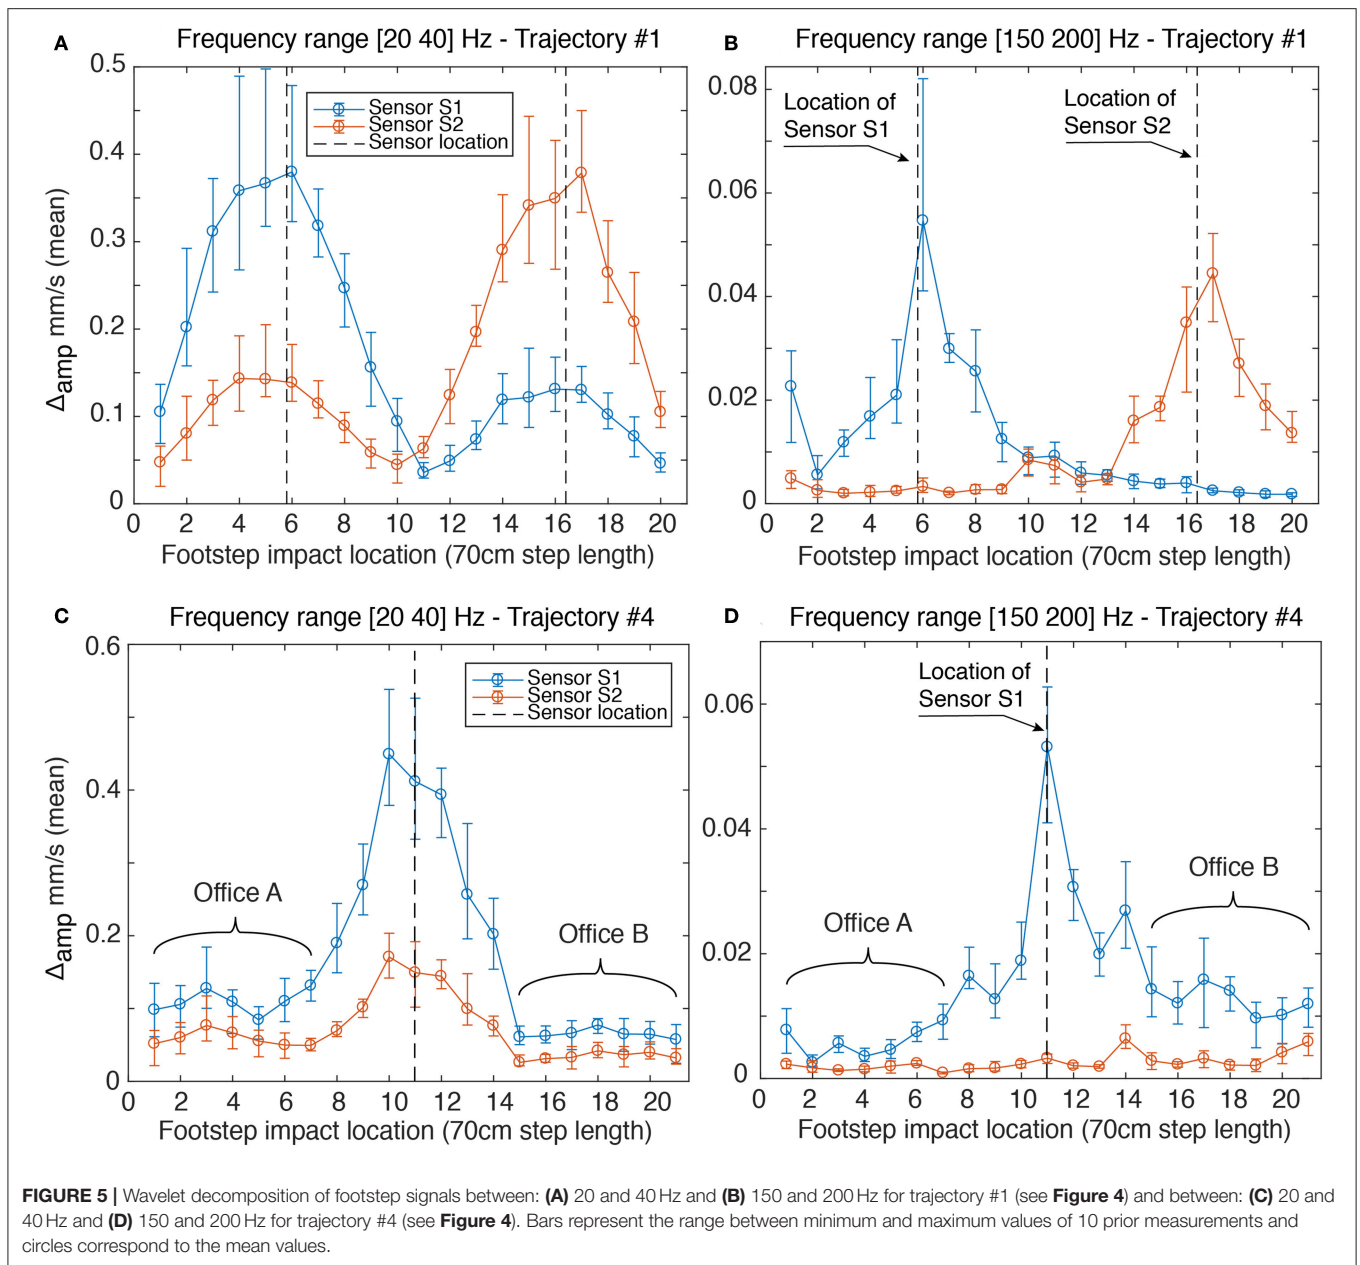 A
Frequency range [20 40] Hz - Trajectory #1
0.5
0.4
0.3
0.2
0.1
0
Δamp mm/s (mean)
Sensor S1
Sensor S2
Sensor location
0 2 4 6 8 10 12 14 16 18 20
Footstep impact location (70cm step length)
B
Frequency range [150 200] Hz - Trajectory #1
0.08
0.06
0.04
0.02
0
Location of
Sensor S1
Location of
Sensor S2
0 2 4 6 8 10 12 14 16 18 20
Footstep impact location (70cm step length)
C
Frequency range [20 40] Hz - Trajectory #4
0.6
0.4
0.2
0
Δamp mm/s (mean)
Sensor S1
Sensor S2
Sensor location
Office A
Office B
0 2 4 6 8 10 12 14 16 18 20
Footstep impact location (70cm step length)
D
Frequency range [150 200] Hz - Trajectory #4
0.06
0.04
0.02
0
Location of
Sensor S1
Office A
Office B
0 2 4 6 8 10 12 14 16 18 20
Footstep impact location (70cm step length)
FIGURE 5 | Wavelet decomposition of footstep signals between: (A) 20 and 40 Hz and (B) 150 and 200 Hz for trajectory #1 (see Figure 4) and between: (C) 20 and
40 Hz and (D) 150 and 200 Hz for trajectory #4 (see Figure 4). Bars represent the range between minimum and maximum values of 10 prior measurements and
circles correspond to the mean values.